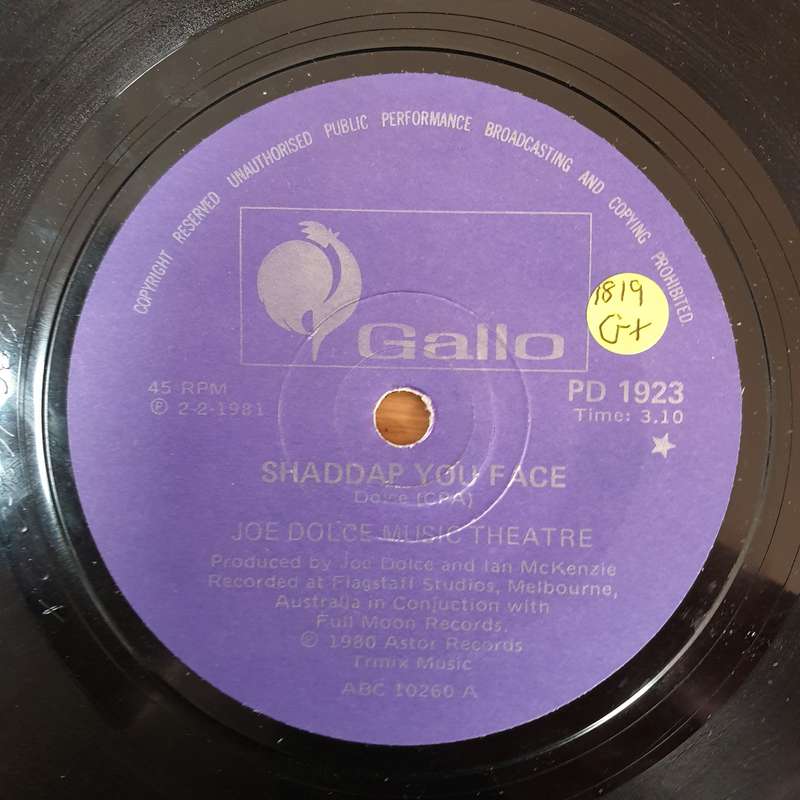 COPYRIGHT RESERVED UNAUTHORISED PUBLIC PERFORMANCE BROADCASTING AND COPYING PROHIBITED
Gallo
1819
G+
45 RPM
℗ 2-2-1981
PD 1923
Time: 3.10
SHADDAP YOU FACE
Dolce (CPA)
JOE DOLCE MUSIC THEATRE
Produced by Joe Dolce and Ian McKenzie
Recorded at Flagstaff Studios, Melbourne,
Australia in Conjuction with
Full Moon Records.
℗ 1980 Astor Records
Trmix Music
ABC 10260 A